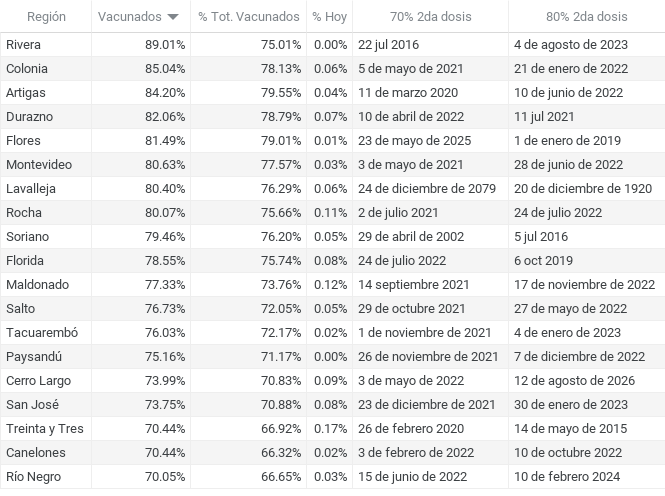 Región Vacunados % Tot. Vacunados % Hoy 70% 2da dosis 80% 2da dosis
Rivera 89.01% 75.01% 0.00% 22 jul 2016 4 de agosto de 2023
Colonia 85.04% 78.13% 0.06% 5 de mayo de 2021 21 de enero de 2022
Artigas 84.20% 79.55% 0.04% 11 de marzo 2020 10 de junio de 2022
Durazno 82.06% 78.79% 0.07% 10 de abril de 2022 11 jul 2021
Flores 81.49% 79.01% 0.01% 23 de mayo de 2025 1 de enero de 2019
Montevideo 80.63% 77.57% 0.03% 3 de mayo de 2021 28 de junio de 2022
Lavalleja 80.40% 76.29% 0.06% 24 de diciembre de 2079 20 de diciembre de 1920
Rocha 80.07% 75.66% 0.11% 2 de julio 2021 24 de julio 2022
Soriano 79.46% 76.20% 0.05% 29 de abril de 2002 5 jul 2016
Florida 78.55% 75.74% 0.08% 24 de julio 2022 6 oct 2019
Maldonado 77.33% 73.76% 0.12% 14 septiembre 2021 17 de noviembre de 2022
Salto 76.73% 72.05% 0.05% 29 de octubre 2021 27 de mayo de 2022
Tacuarembó 76.03% 72.17% 0.02% 1 de noviembre de 2021 4 de enero de 2023
Paysandú 75.16% 71.17% 0.00% 26 de noviembre de 2021 7 de diciembre de 2022
Cerro Largo 73.99% 70.83% 0.09% 3 de mayo de 2022 12 de agosto de 2026
San José 73.75% 70.88% 0.08% 23 de diciembre de 2021 30 de enero de 2023
Treinta y Tres 70.44% 66.92% 0.17% 26 de febrero 2020 14 de mayo de 2015
Canelones 70.44% 66.32% 0.02% 3 de febrero de 2022 10 de octubre 2022
Río Negro 70.05% 66.65% 0.03% 15 de junio de 2022 10 de febrero 2024